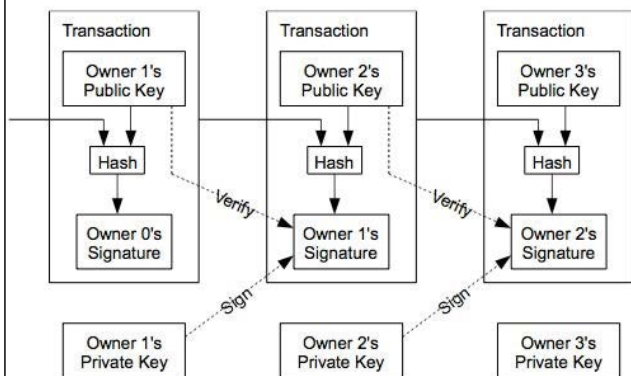 Transaction
Owner 1's
Public Key
Hash
Owner 0's
Signature
Transaction
Owner 2's
Public Key
Hash
Verify
Owner 1's
Signature
Sign
Transaction
Owner 3's
Public Key
Hash
Verify
Owner 2's
Signature
Sign
Owner 1's
Private Key
Owner 2's
Private Key
Owner 3's
Private Key